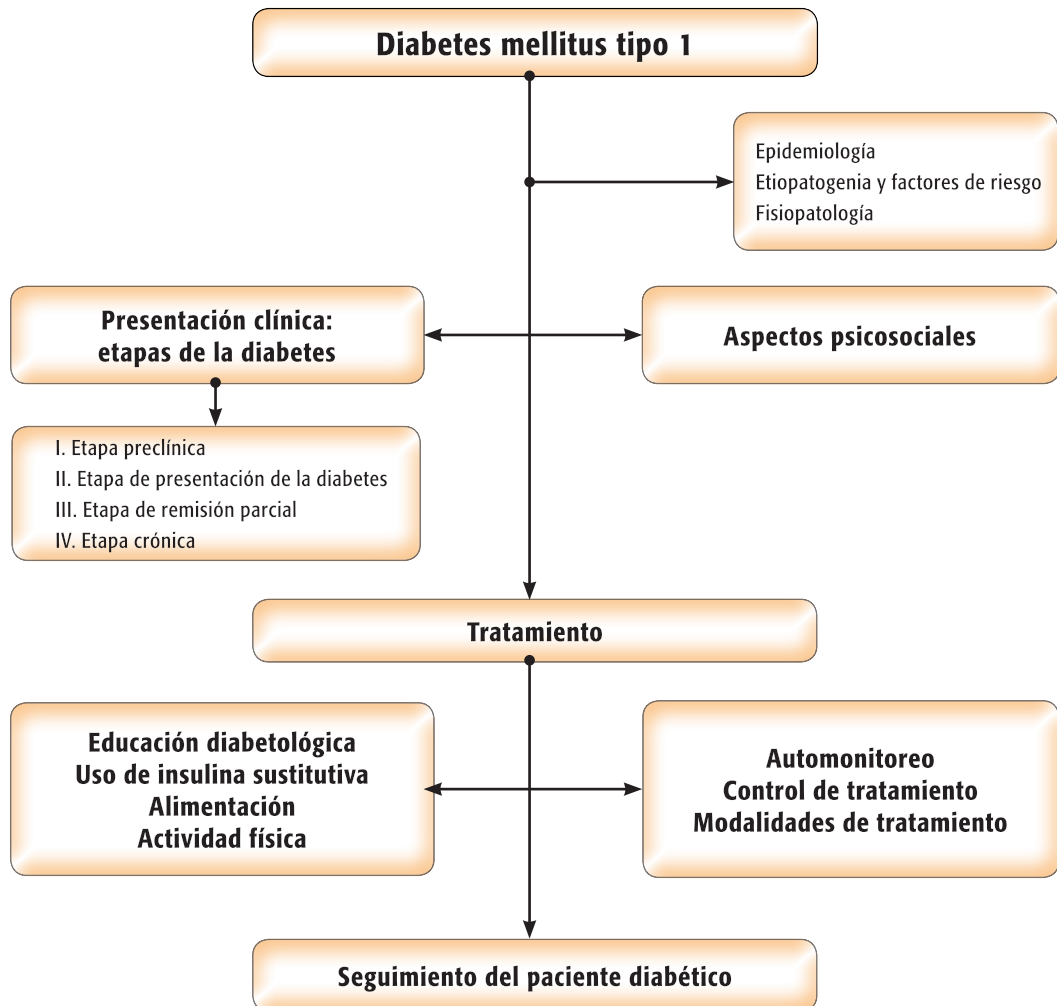 Diabetes mellitus tipo 1
Epidemiología
Etiopatogenia y factores de riesgo
Fisiopatología
Presentación clínica:
etapas de la diabetes
Aspectos psicosociales
I. Etapa preclínica
II. Etapa de presentación de la diabetes
III. Etapa de remisión parcial
IV. Etapa crónica
Tratamiento
Educación diabetológica
Uso de insulina sustitutiva
Alimentación
Actividad física
Automonitoreo
Control de tratamiento
Modalidades de tratamiento
Seguimiento del paciente diabético